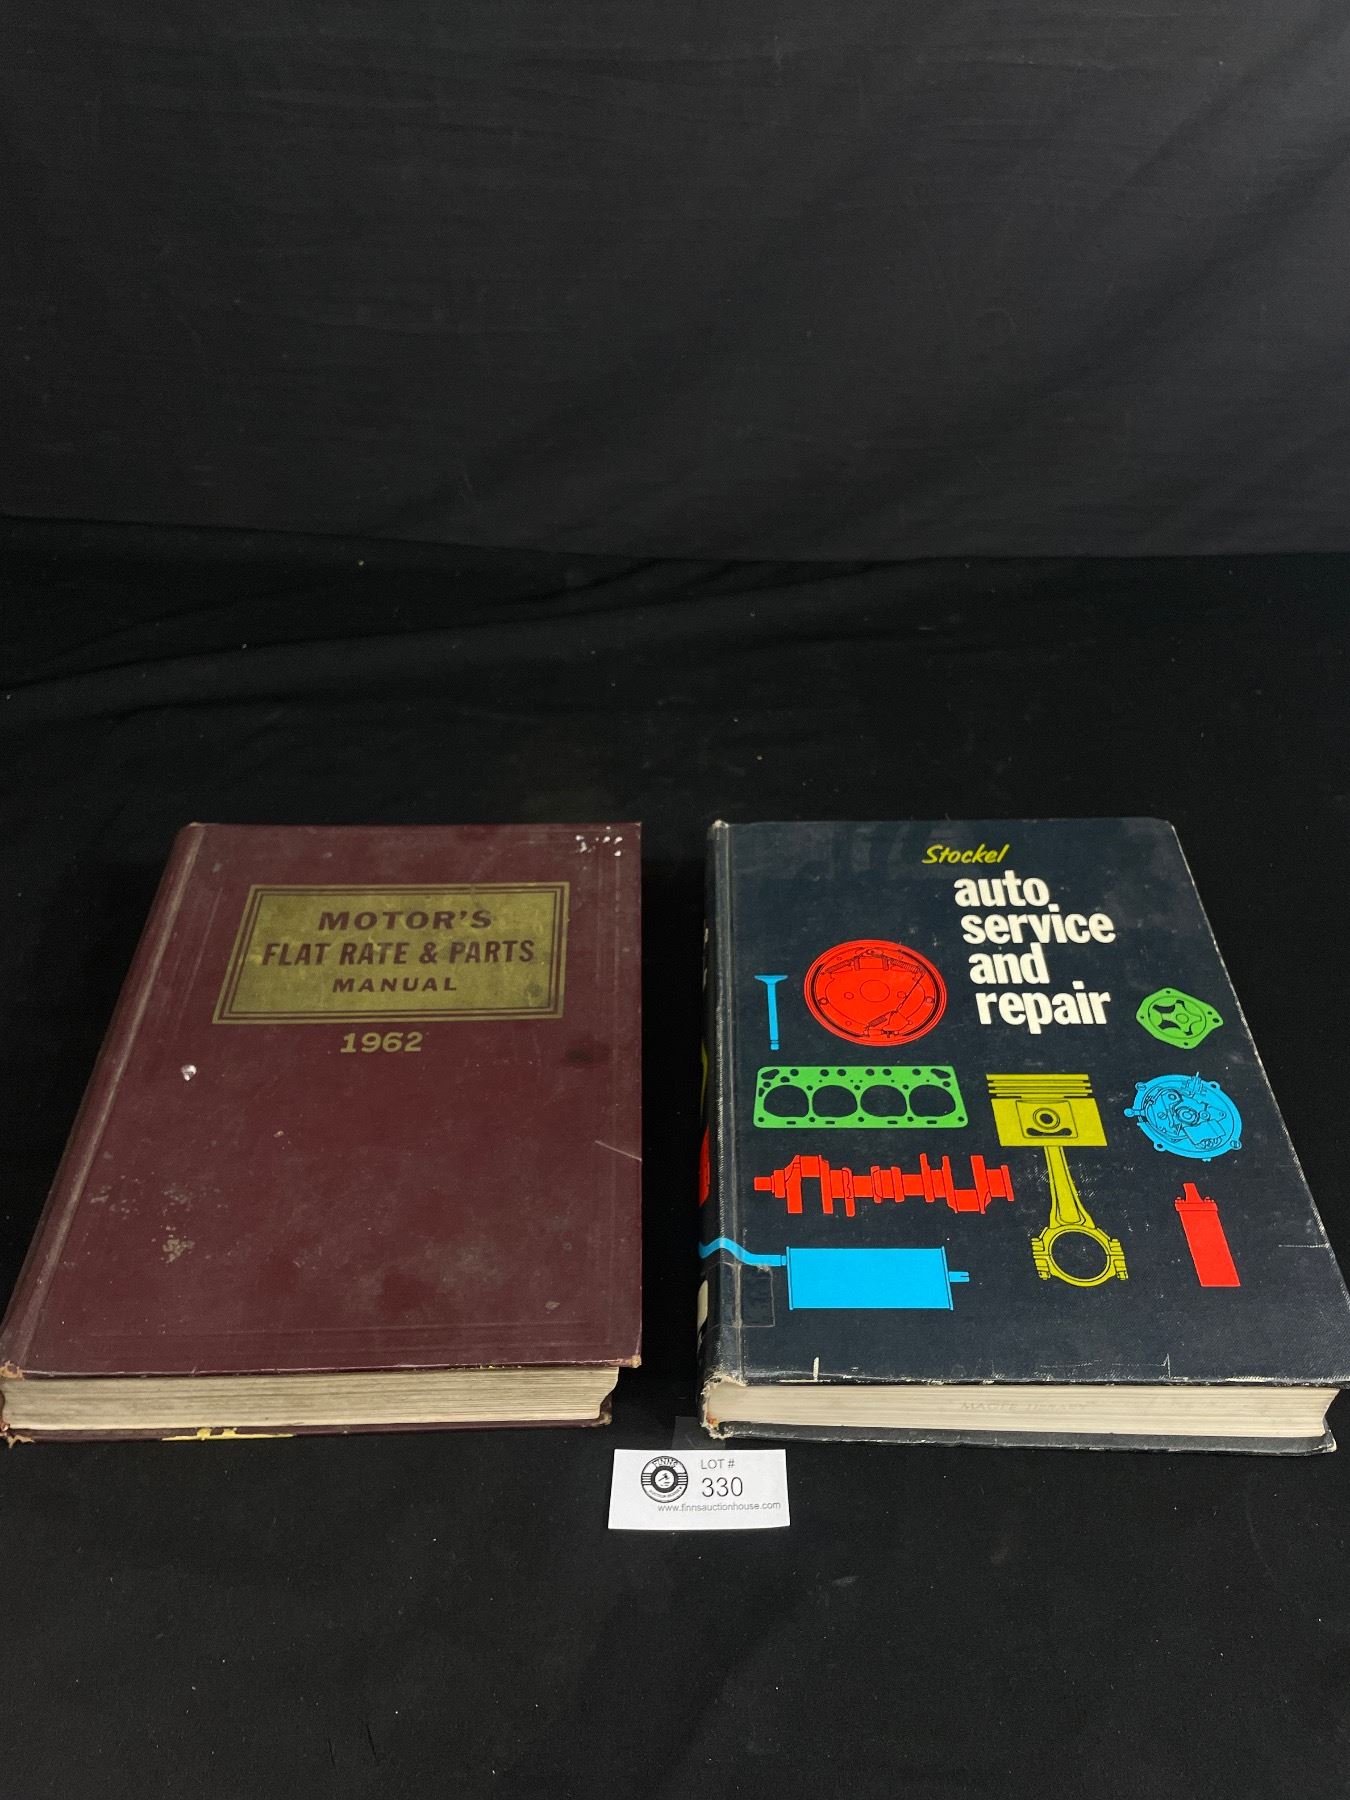 MOTOR'S
FLAT RATE & PARTS
MANUAL
1962
Stockel
auto
service
and
repair
LOT #
330
www.finnsauctionhouse.com